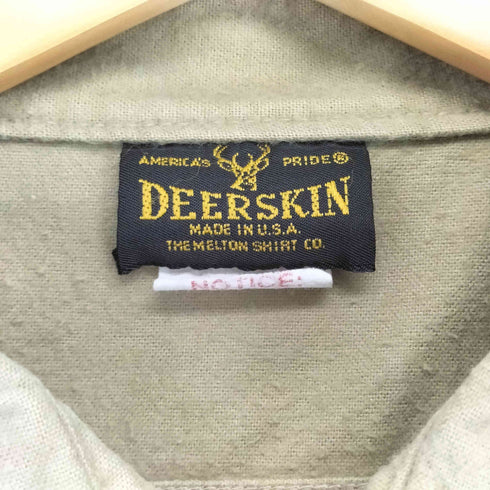 AMERICA'S PRIDE®
DEERSKIN
MADE IN U.S.A.
THE MELTON SHIRT CO.
NOTICE: